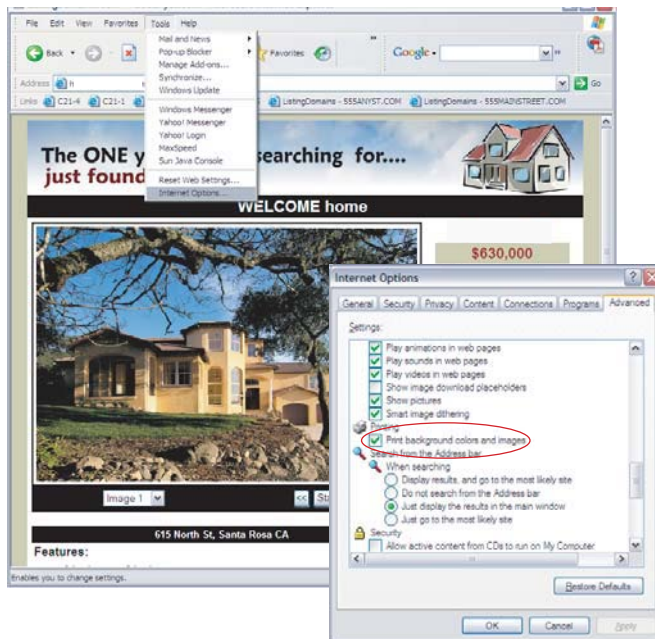 File Edit View Favorites Tools Help
Back
Favorites
"
Google
"
Address h
Go
Links C21-4 C21-1
ListingDomains - 555ANYST.COM
ListingDomains - 555MAINSTREET.COM
Mail and News
Pop-up Blocker
Manage Add-ons...
Synchronize...
Windows Update
Windows Messenger
Yahoo! Messenger
Yahoo! Login
MaxSpeed
Sun Java Console
Reset Web Settings...
Internet Options...
The ONE y searching for....
just found
WELCOME home
$630,000
Image 1
<< Sta
615 North St, Santa Rosa CA
Features:
Enables you to change settings.
Internet Options
General Security Privacy Content Connections Programs Advanced
Settings:
Play animations in web pages
Play sounds in web pages
Play videos in web pages
Show image download placeholders
Show pictures
Smart image dithering
Printing
Print background colors and images
Search from the Address bar
When searching
Display results, and go to the most likely site
Do not search from the Address bar
Just display the results in the main window
Just go to the most likely site
Security
Allow active content from CDs to run on My Computer
Restore Defaults
OK Cancel Apply